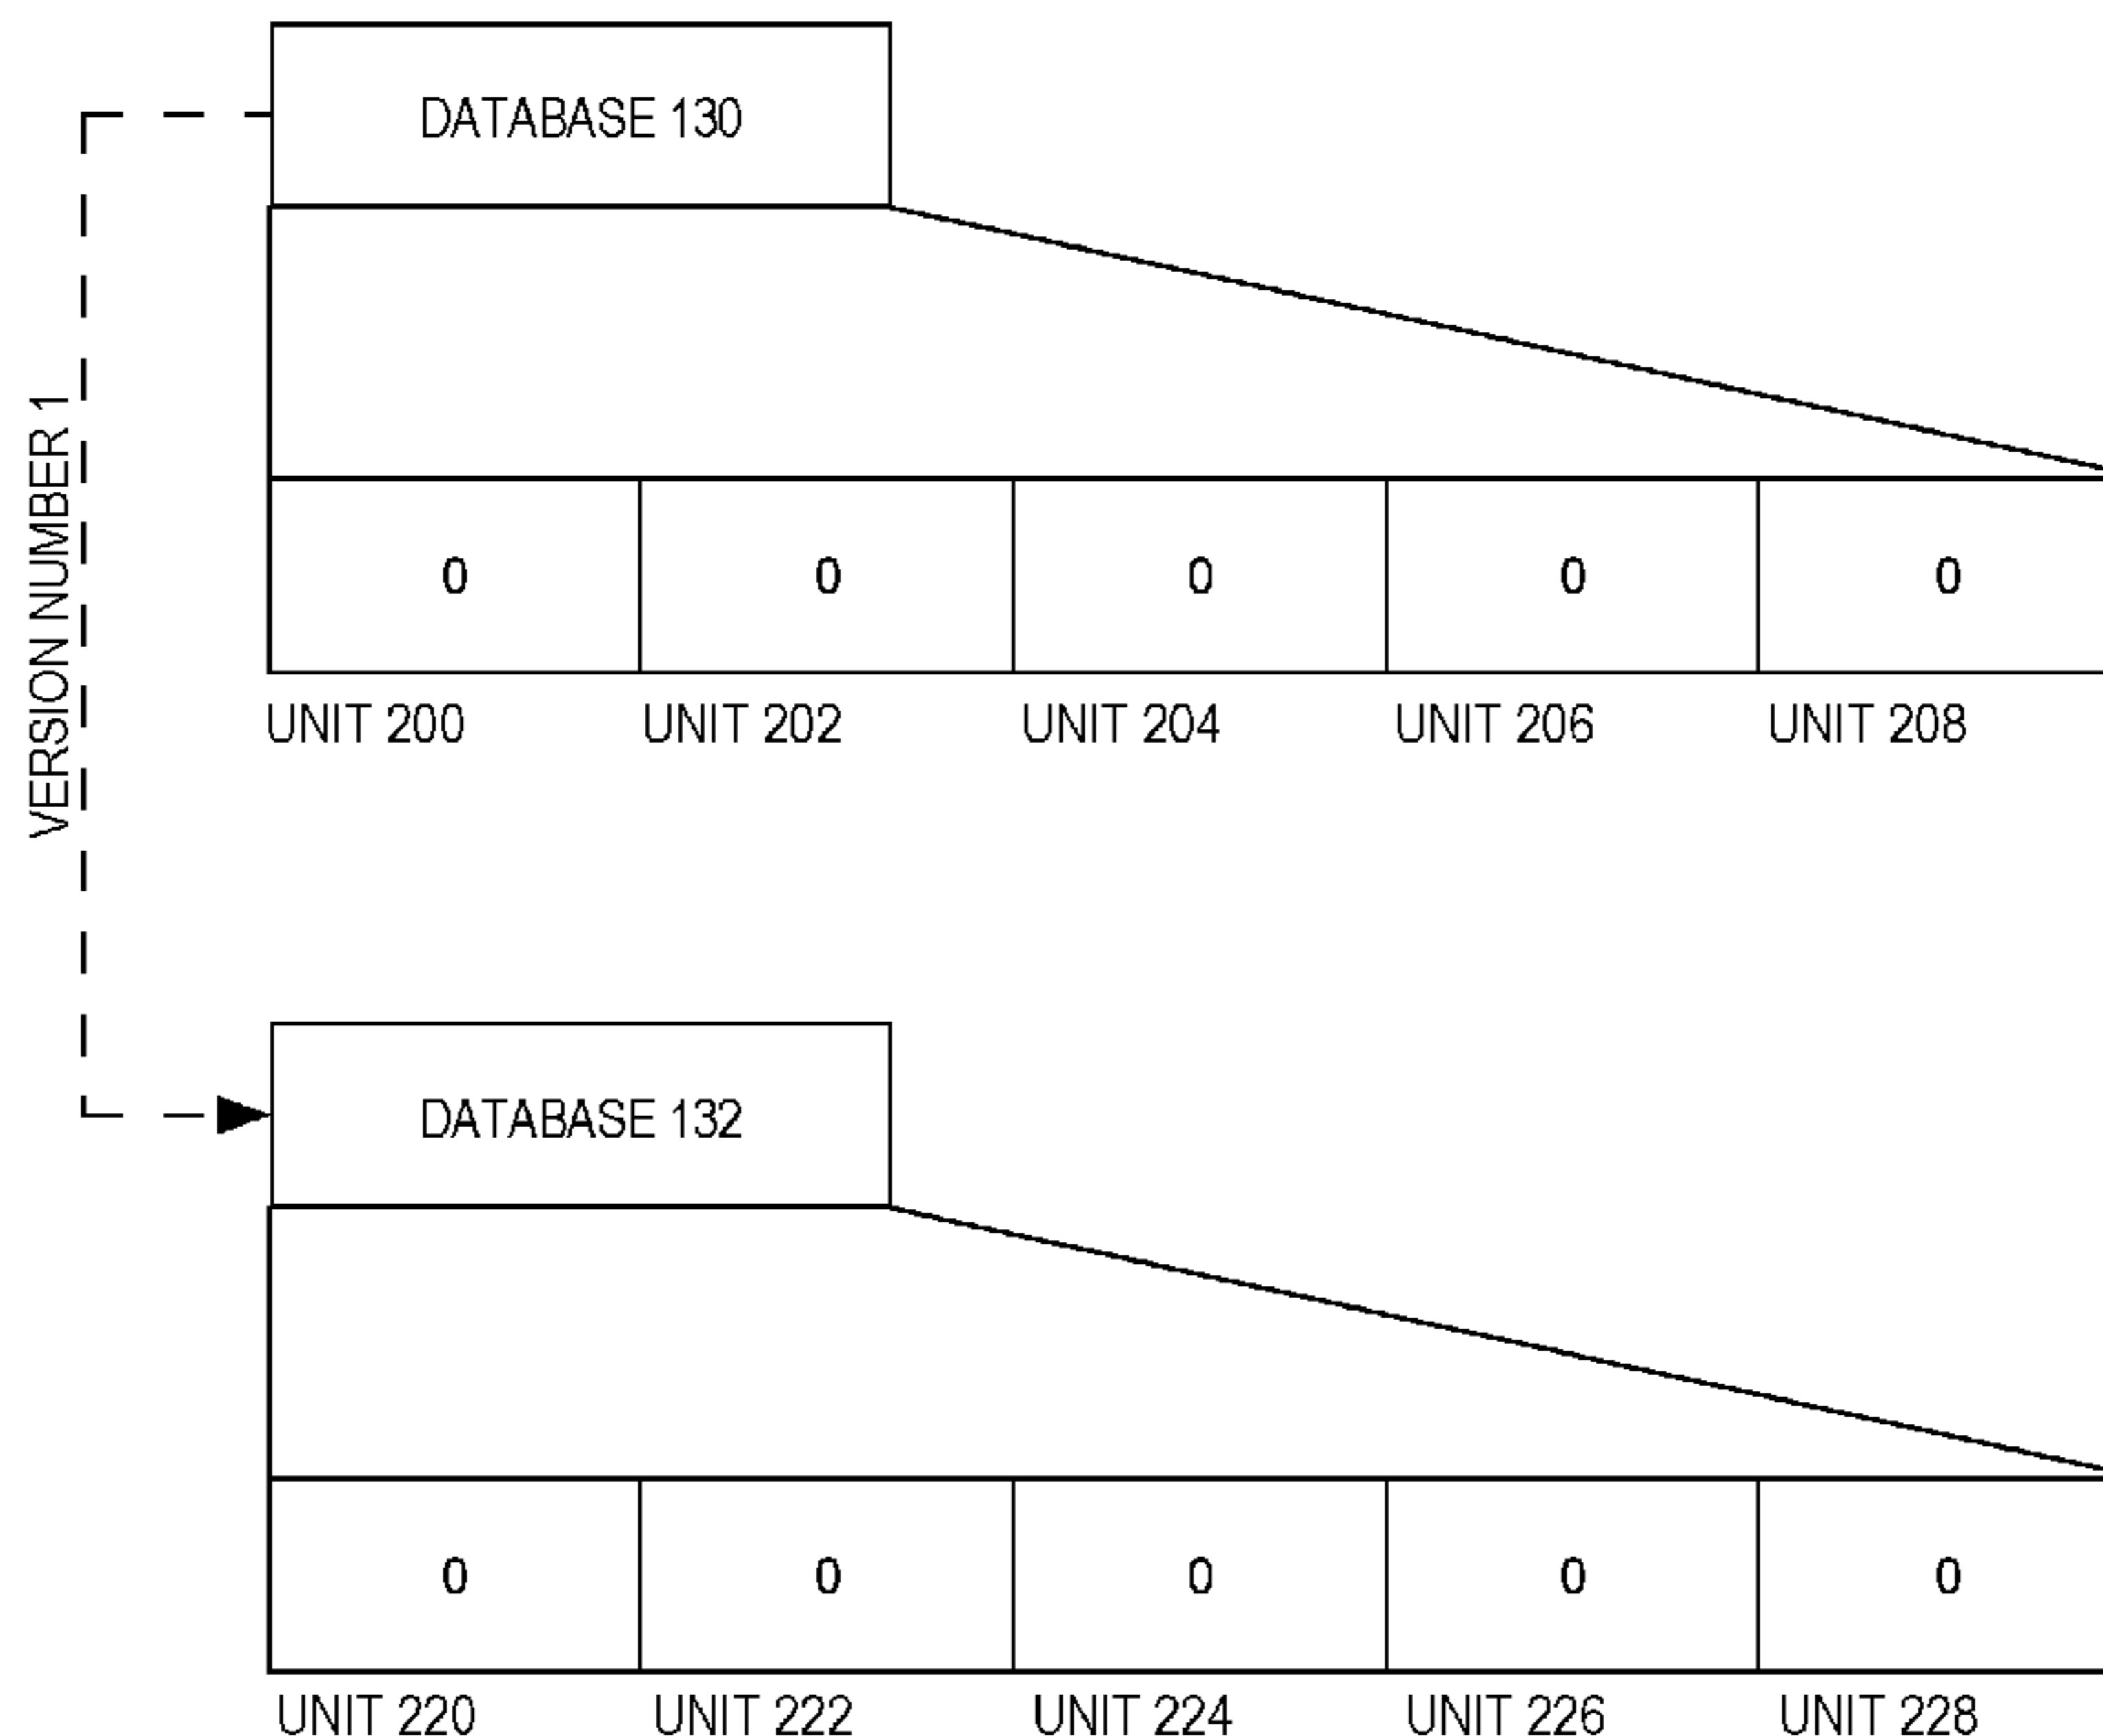 DATABASE 130
VERSION NUMBER 1
0 0 0 0 0
UNIT 200 UNIT 202 UNIT 204 UNIT 206 UNIT 208
DATABASE 132
0 0 0 0 0
UNIT 220 UNIT 222 UNIT 224 UNIT 226 UNIT 228